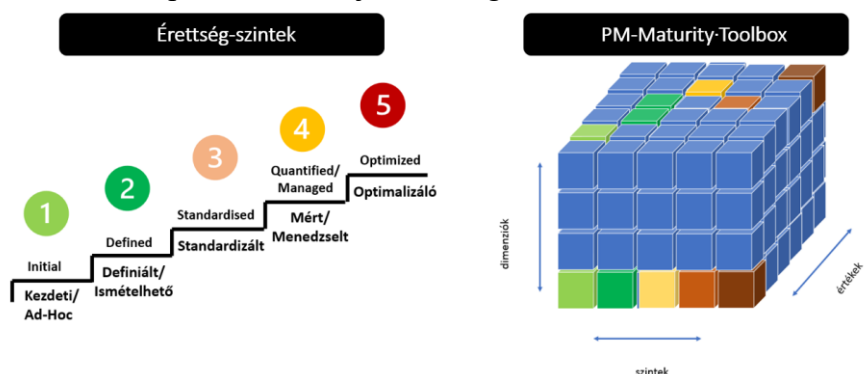 Érettség-szintek
1
Initial
Kezdeti/
Ad-Hoc
2
Defined
Definiált/
Ismételhető
3
Standardised
Standardizált
4
Quantified/
Managed
Mért/
Menedzselt
5
Optimized
Optimalizáló
PM-Maturity·Toolbox
dimenziók
értékek
szintek